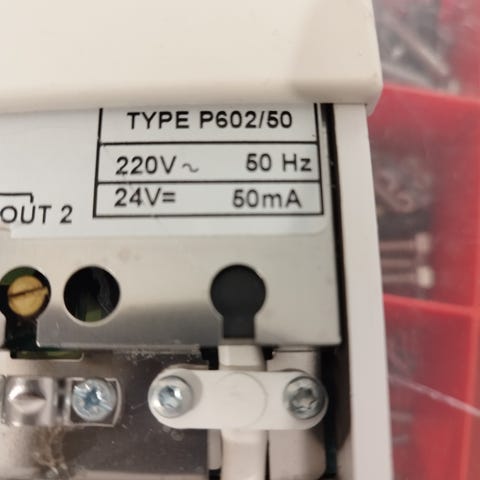 TYPE P602/50
220V ~ 50 Hz
24V= 50mA
OUT 2